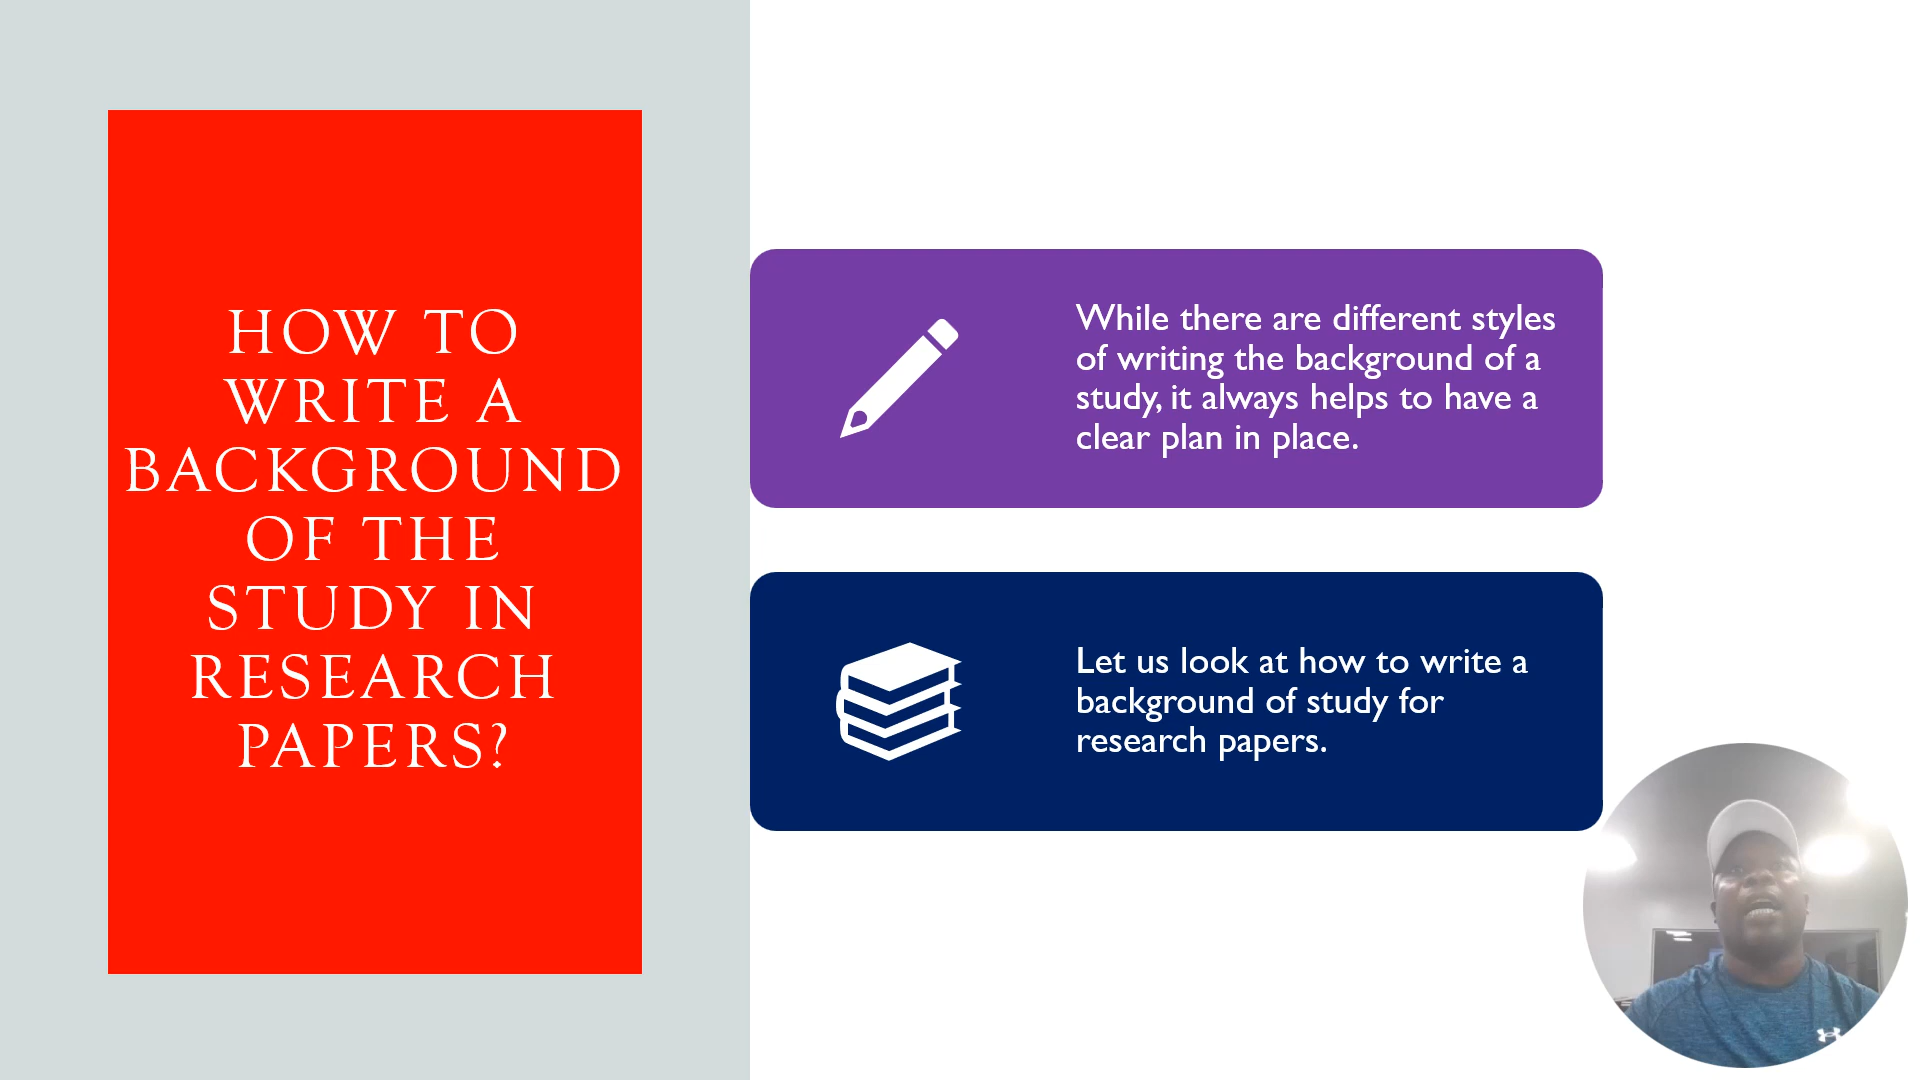 HOW TO
WRITE A
BACKGROUND
OF THE
STUDY IN
RESEARCH
PAPERS?
While there are different styles
of writing the background of a
study, it always helps to have a
clear plan in place.
Let us look at how to write a
background of study for
research papers.